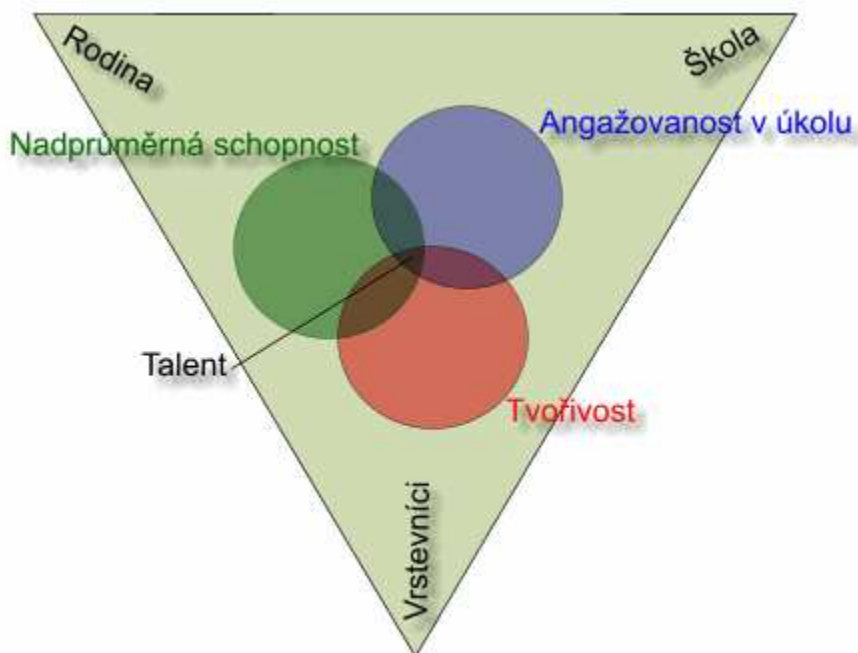 Rodina
Škola
Angažovanost v úkolu
Nadprůměrná schopnost
Talent
Tvořivost
Vrstevníci